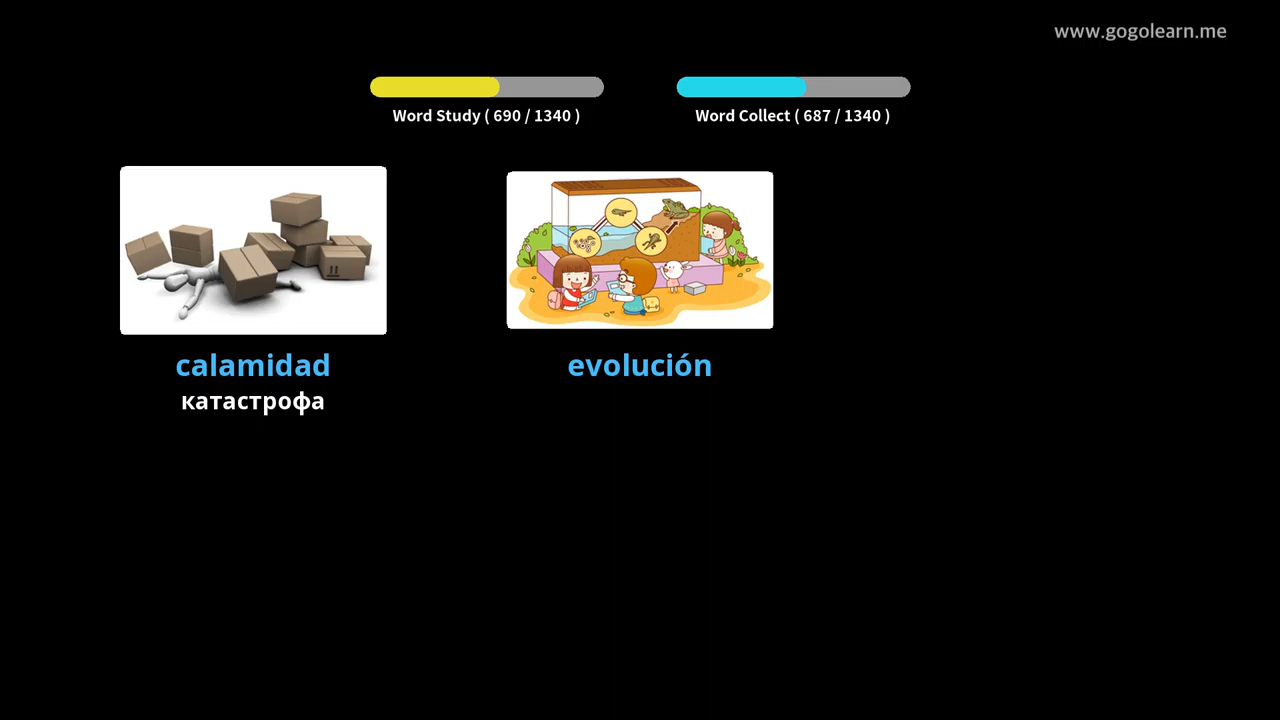 www.gogolearn.me
Word Study ( 690 / 1340 )
Word Collect ( 687 / 1340 )
calamidad
катастрофа
evolución